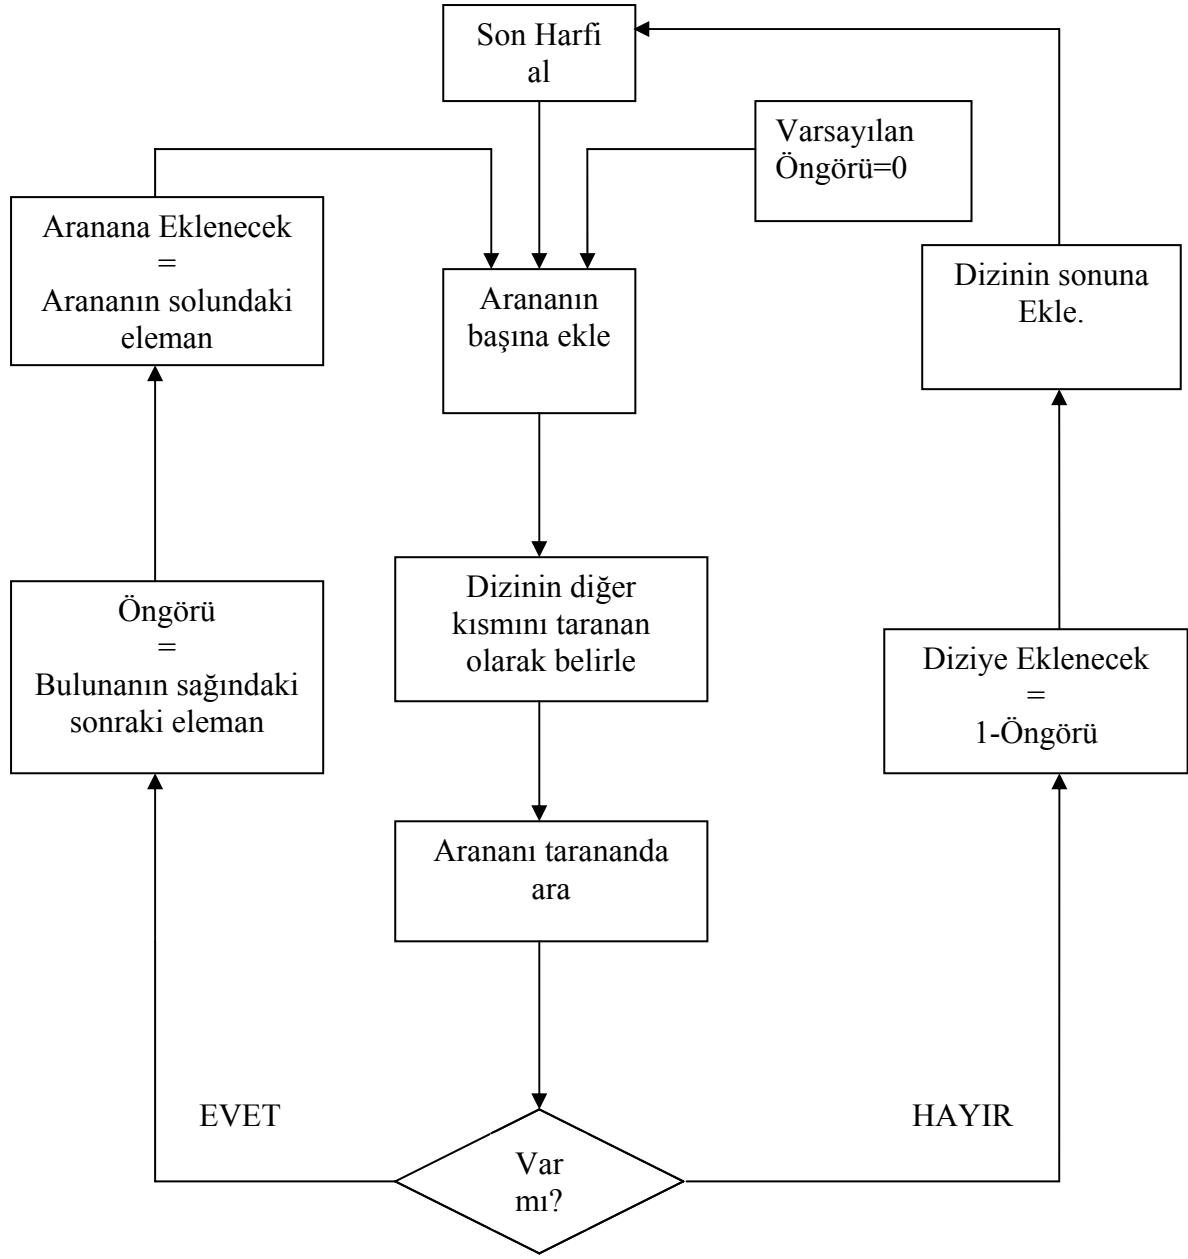 Son Harfi
al
Varsayılan
Öngörü=0
Aranana Eklenecek
=
Arananın solundaki
eleman
Arananın
başına ekle
Dizinin sonuna
Ekle.
Dizinin diğer
kısmını taranan
olarak belirle
Öngörü
=
Bulunanın sağındaki
sonraki eleman
Diziye Eklenecek
=
1-Öngörü
Arananı tarananda
ara
EVET
HAYIR
Var
mı?